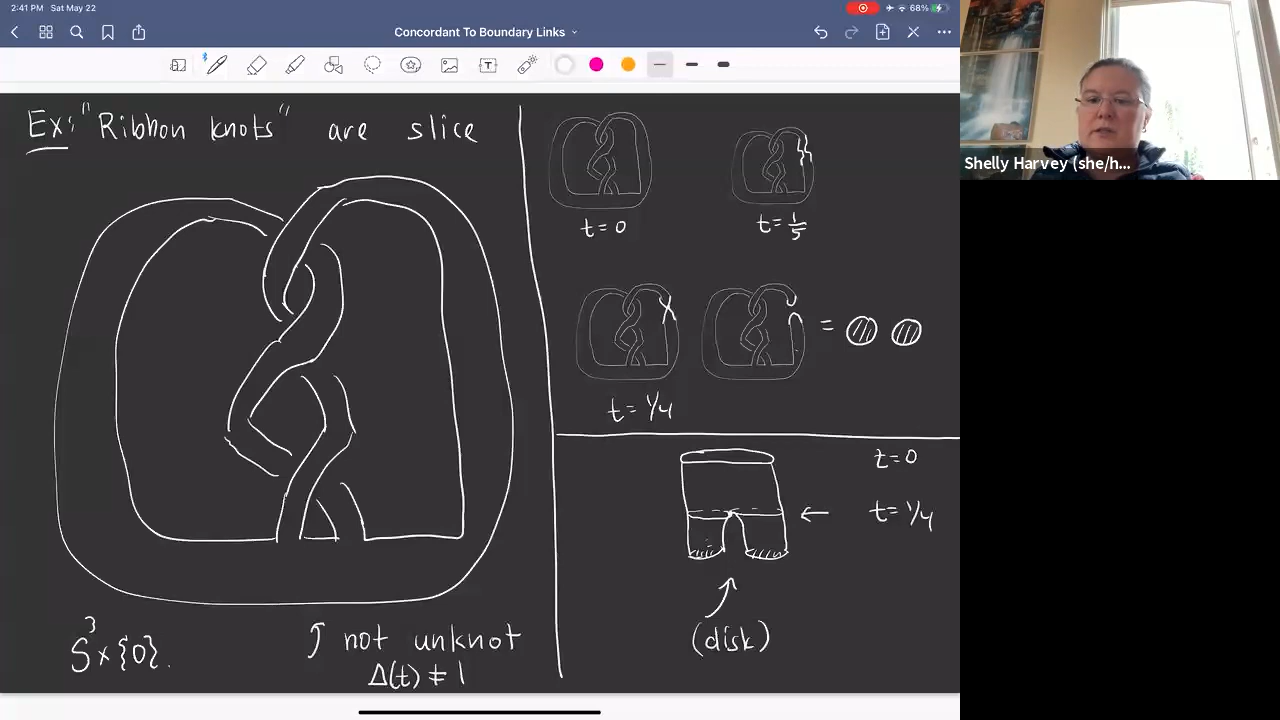 2:41 PM Sat May 22
68%
Concordant To Boundary Links
Shelly Harvey (she/h...
Ex: "Ribbon knots" are slice
t=0
t=1/5
=
t=1/4
t=0
← t=1/4
(disk)
S³×{0}.
not unknot
Δ(t)≠1